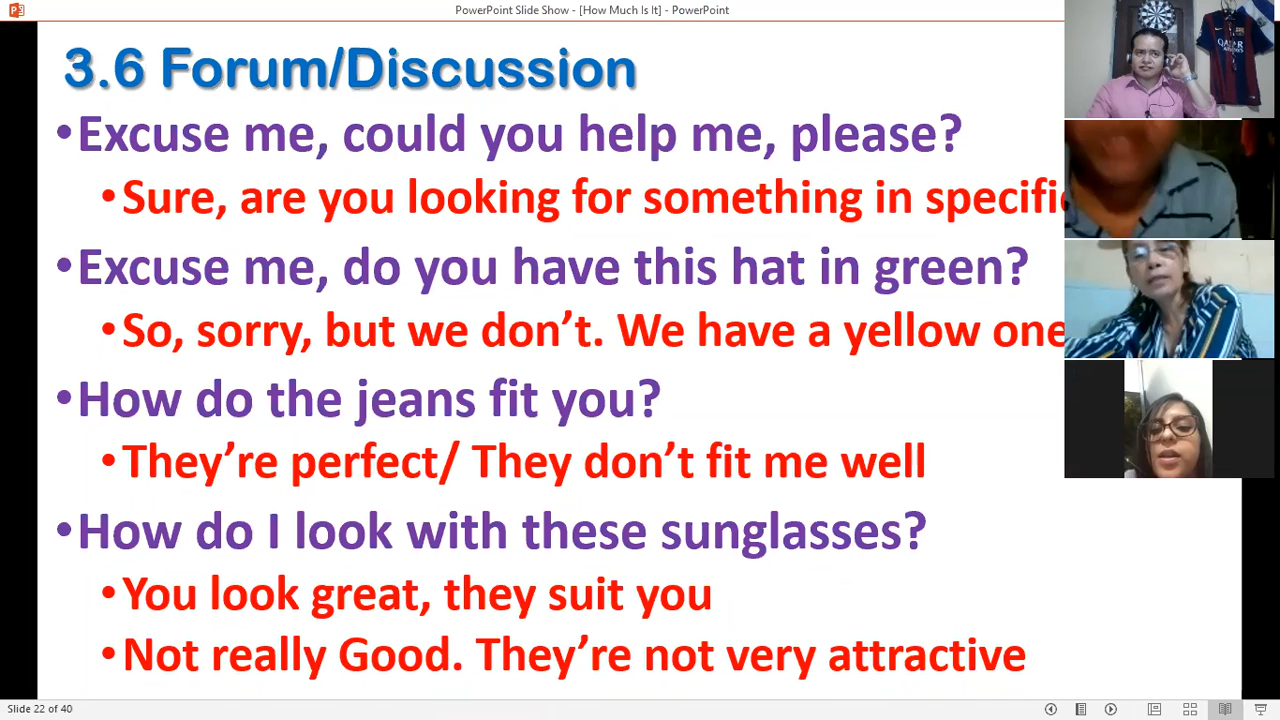 PowerPoint Slide Show - [How Much Is It] - PowerPoint
3.6 Forum/Discussion
•Excuse me, could you help me, please?
•Sure, are you looking for something in specific
•Excuse me, do you have this hat in green?
•So, sorry, but we don't. We have a yellow one
•How do the jeans fit you?
•They're perfect/ They don't fit me well
•How do I look with these sunglasses?
•You look great, they suit you
•Not really Good. They're not very attractive
Slide 22 of 40